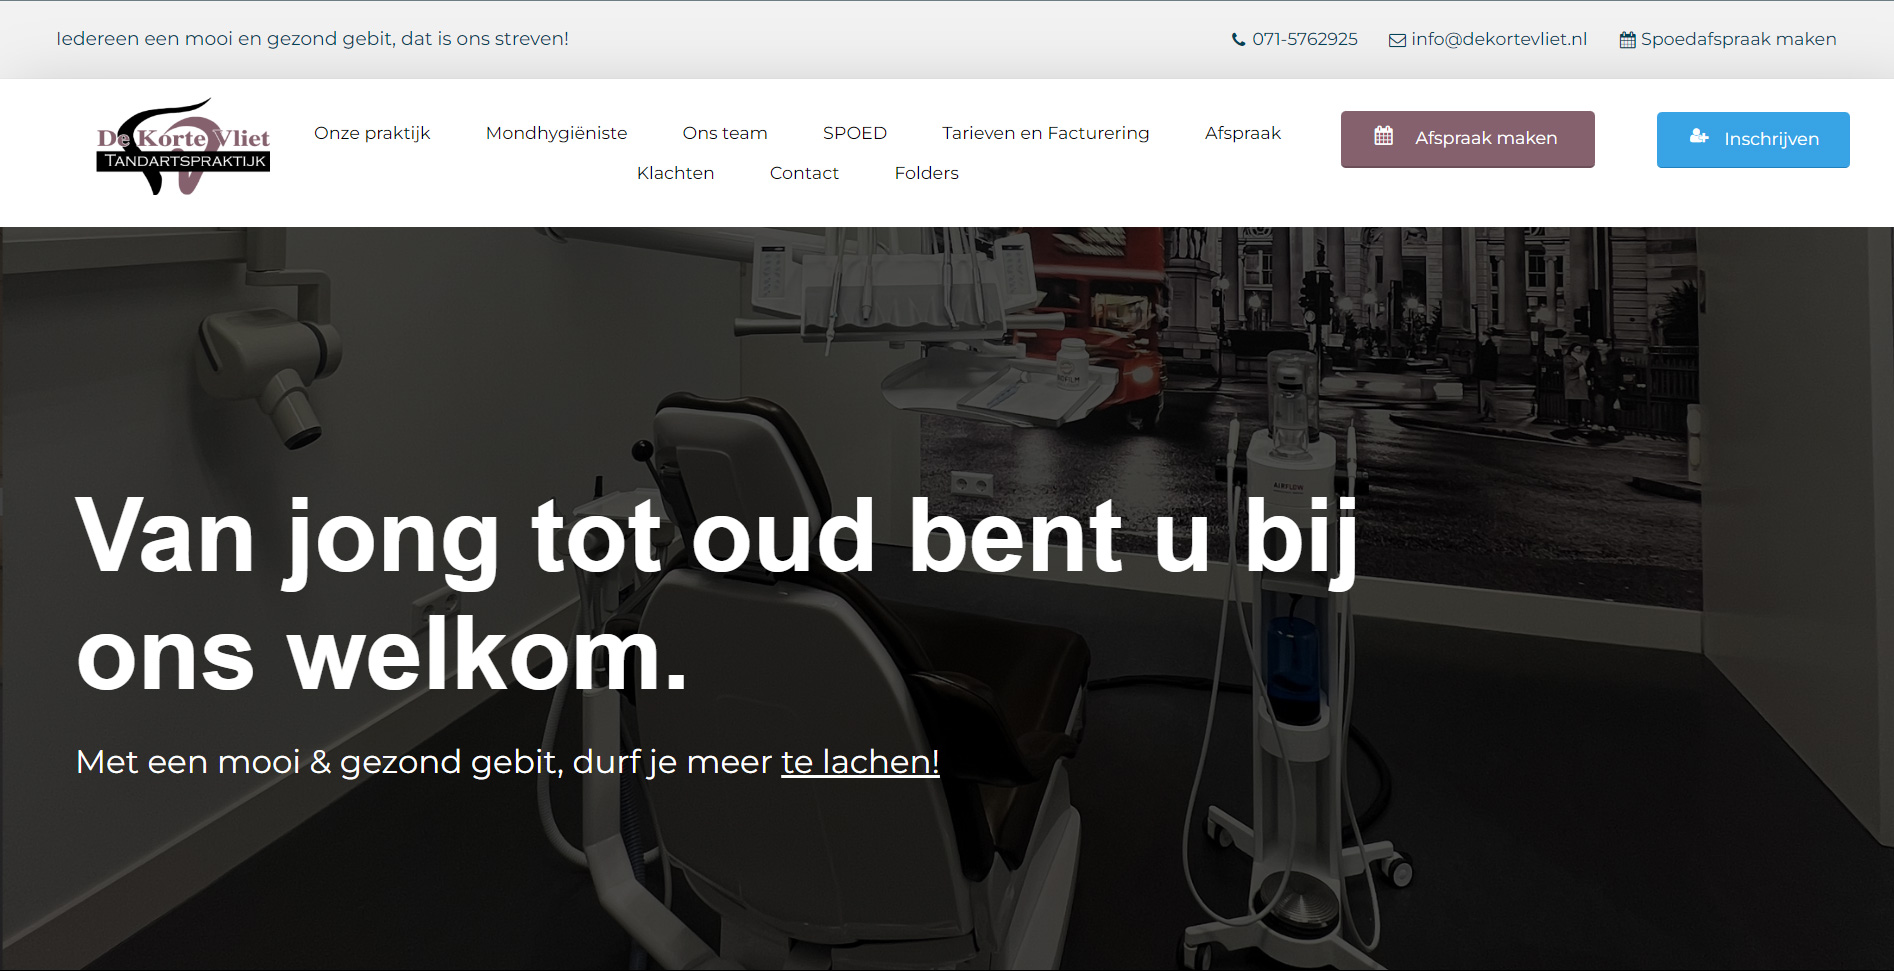 Iedereen een mooi en gezond gebit, dat is ons streven!
071-5762925
info@dekortevliet.nl
Spoedafspraak maken
De Korte Vliet
TANDARTSPRAKTIJK
Onze praktijk
Mondhygiëniste
Ons team
SPOED
Tarieven en Facturering
Afspraak
Klachten
Contact
Folders
Afspraak maken
Inschrijven
AIRFLOW
Van jong tot oud bent u bij
ons welkom.
Met een mooi & gezond gebit, durf je meer te lachen!